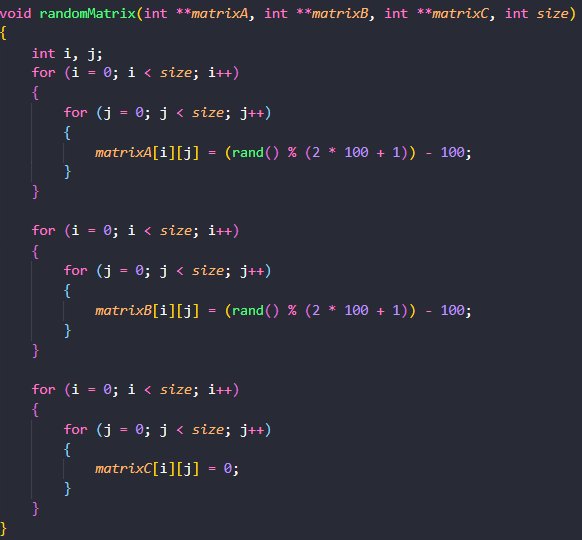 void randomMatrix(int **matrixA, int **matrixB, int **matrixC, int size)
{
    int i, j;
    for (i = 0; i < size; i++)
    {
        for (j = 0; j < size; j++)
        {
            matrixA[i][j] = (rand() % (2 * 100 + 1)) - 100;
        }
    }

    for (i = 0; i < size; i++)
    {
        for (j = 0; j < size; j++)
        {
            matrixB[i][j] = (rand() % (2 * 100 + 1)) - 100;
        }
    }

    for (i = 0; i < size; i++)
    {
        for (j = 0; j < size; j++)
        {
            matrixC[i][j] = 0;
        }
    }
}